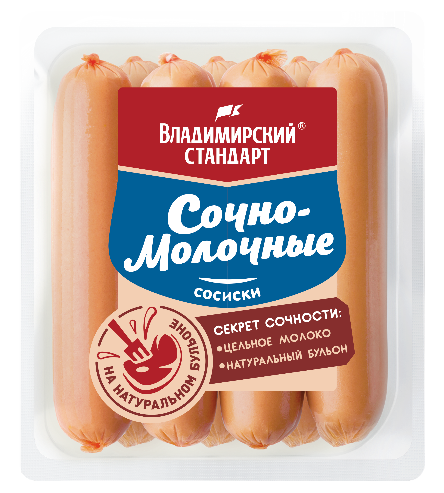 ВЛАДИМИРСКИЙ®
СТАНДАРТ
СОЧНО-
МОЛОЧНЫЕ
СОСИСКИ
СЕКРЕТ СОЧНОСТИ:
•ЦЕЛЬНОЕ МОЛОКО
•НАТУРАЛЬНЫЙ БУЛЬОН
НА НАТУРАЛЬНОМ БУЛЬОНЕ